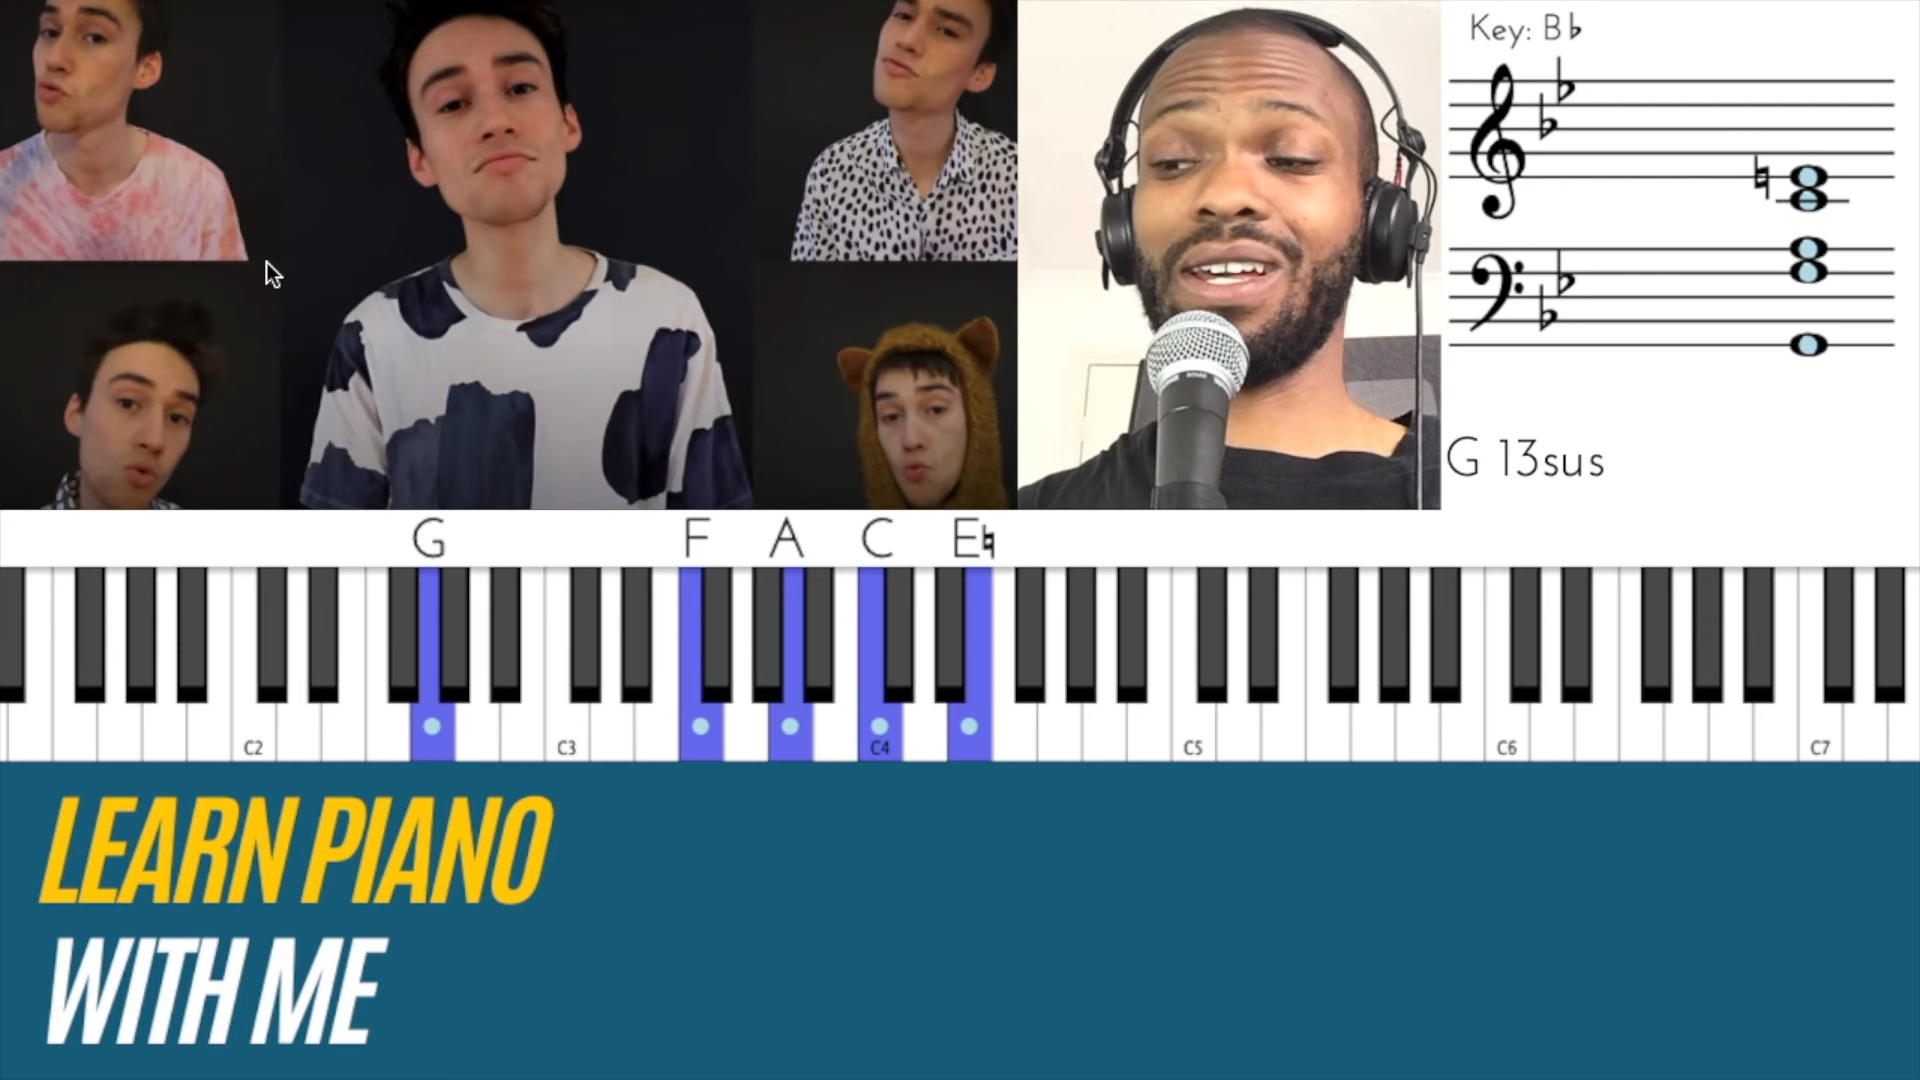 Key: B♭
G 13sus
G F A C E♮
C2 C3 C4 C5 C6 C7
LEARN PIANO
WITH ME